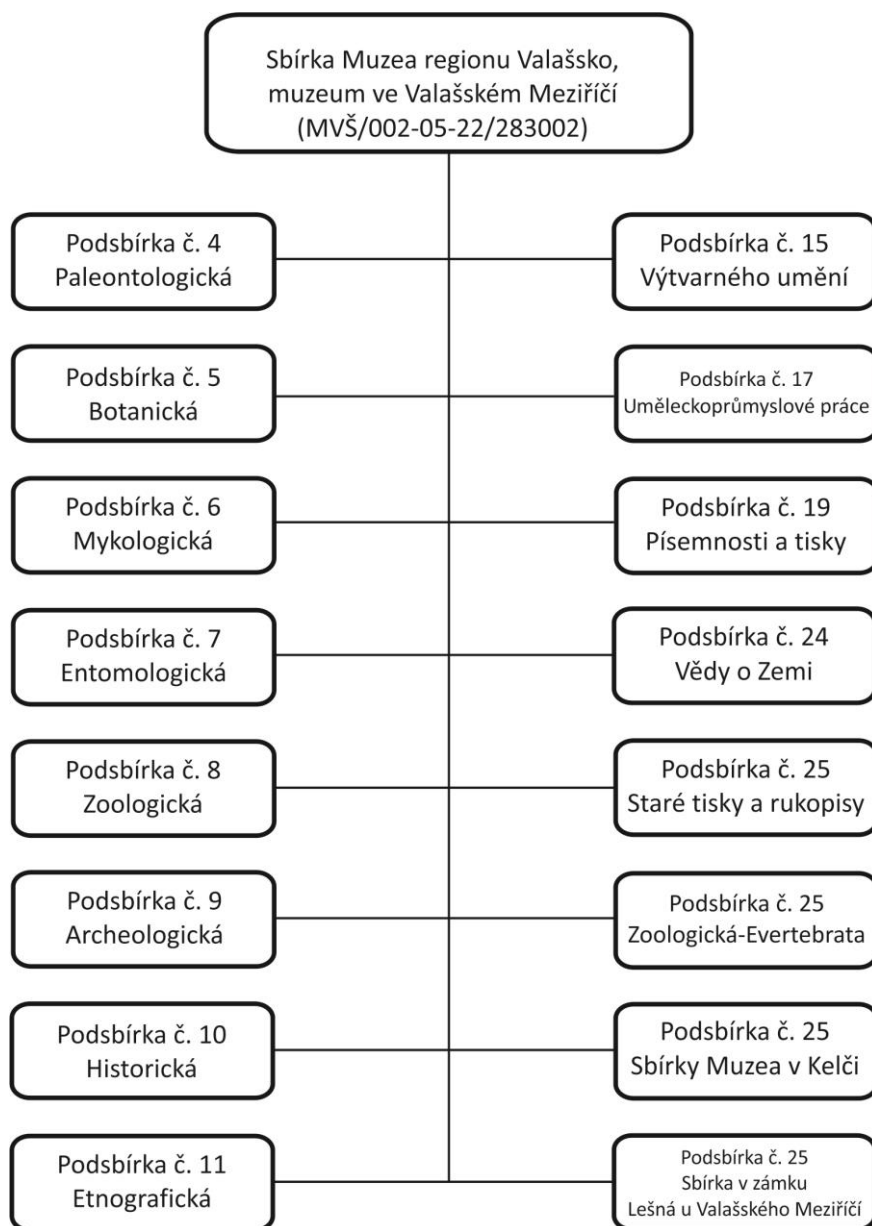 Sbírka Muzea regionu Valašsko,
muzeum ve Valašském Meziříčí
(MVŠ/002-05-22/283002)
Podsbírka č. 4
Paleontologická
Podsbírka č. 15
Výtvarného umění
Podsbírka č. 5
Botanická
Podsbírka č. 17
Uměleckoprůmyslové práce
Podsbírka č. 6
Mykologická
Podsbírka č. 19
Písemnosti a tisky
Podsbírka č. 7
Entomologická
Podsbírka č. 24
Vědy o Zemi
Podsbírka č. 8
Zoologická
Podsbírka č. 25
Staré tisky a rukopisy
Podsbírka č. 9
Archeologická
Podsbírka č. 25
Zoologická-Evertebrata
Podsbírka č. 10
Historická
Podsbírka č. 25
Sbírky Muzea v Kelči
Podsbírka č. 11
Etnografická
Podsbírka č. 25
Sbírka v zámku
Lešná u Valašského Meziříčí